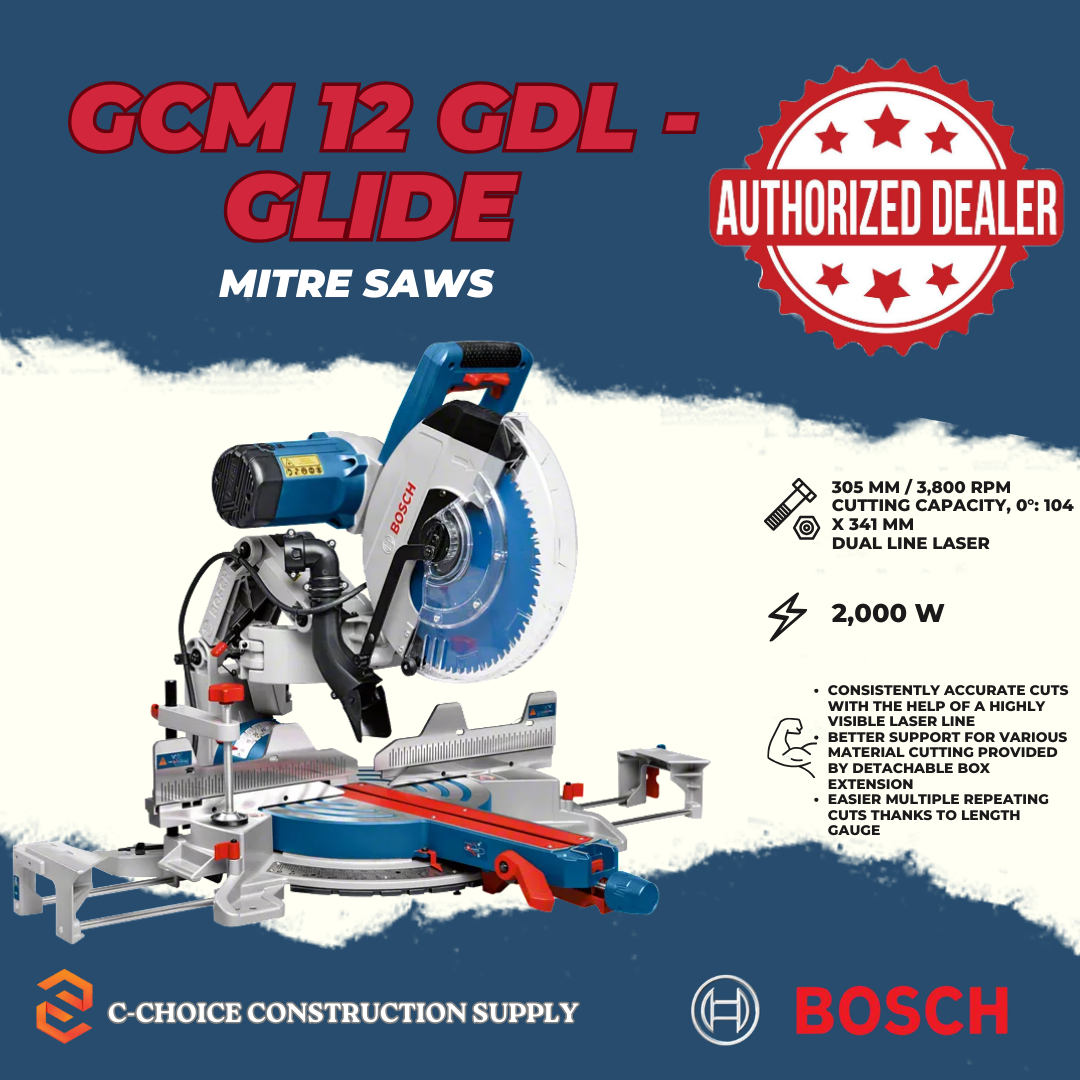 GCM 12 GDL -
GLIDE
MITRE SAWS
AUTHORIZED DEALER
BOSCH
305 MM / 3,800 RPM
CUTTING CAPACITY, 0°: 104
X 341 MM
DUAL LINE LASER
2,000 W
• CONSISTENTLY ACCURATE CUTS
WITH THE HELP OF A HIGHLY
VISIBLE LASER LINE
• BETTER SUPPORT FOR VARIOUS
MATERIAL CUTTING PROVIDED
BY DETACHABLE BOX
EXTENSION
• EASIER MULTIPLE REPEATING
CUTS THANKS TO LENGTH
GAUGE
C-CHOICE CONSTRUCTION SUPPLY
BOSCH